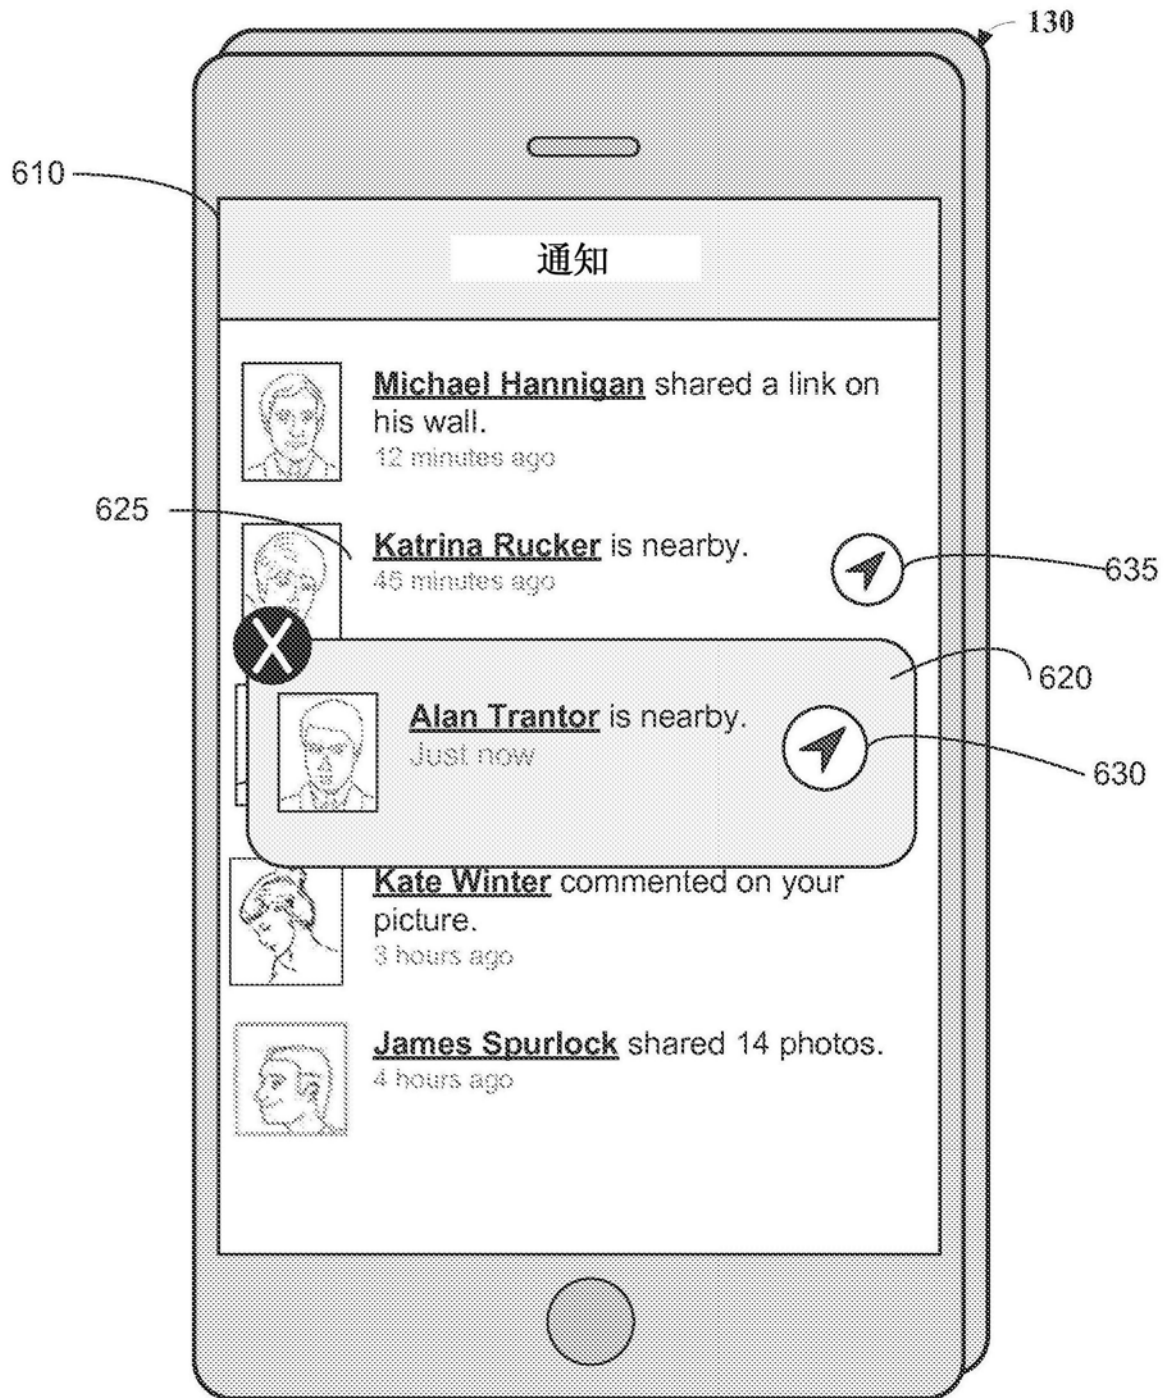 130
610
通知
Michael Hannigan shared a link on
his wall.
12 minutes ago
625
Katrina Rucker is nearby.
45 minutes ago
635
X
620
Alan Trantor is nearby.
Just now
630
Kate Winter commented on your
picture.
3 hours ago
James Spurlock shared 14 photos.
4 hours ago